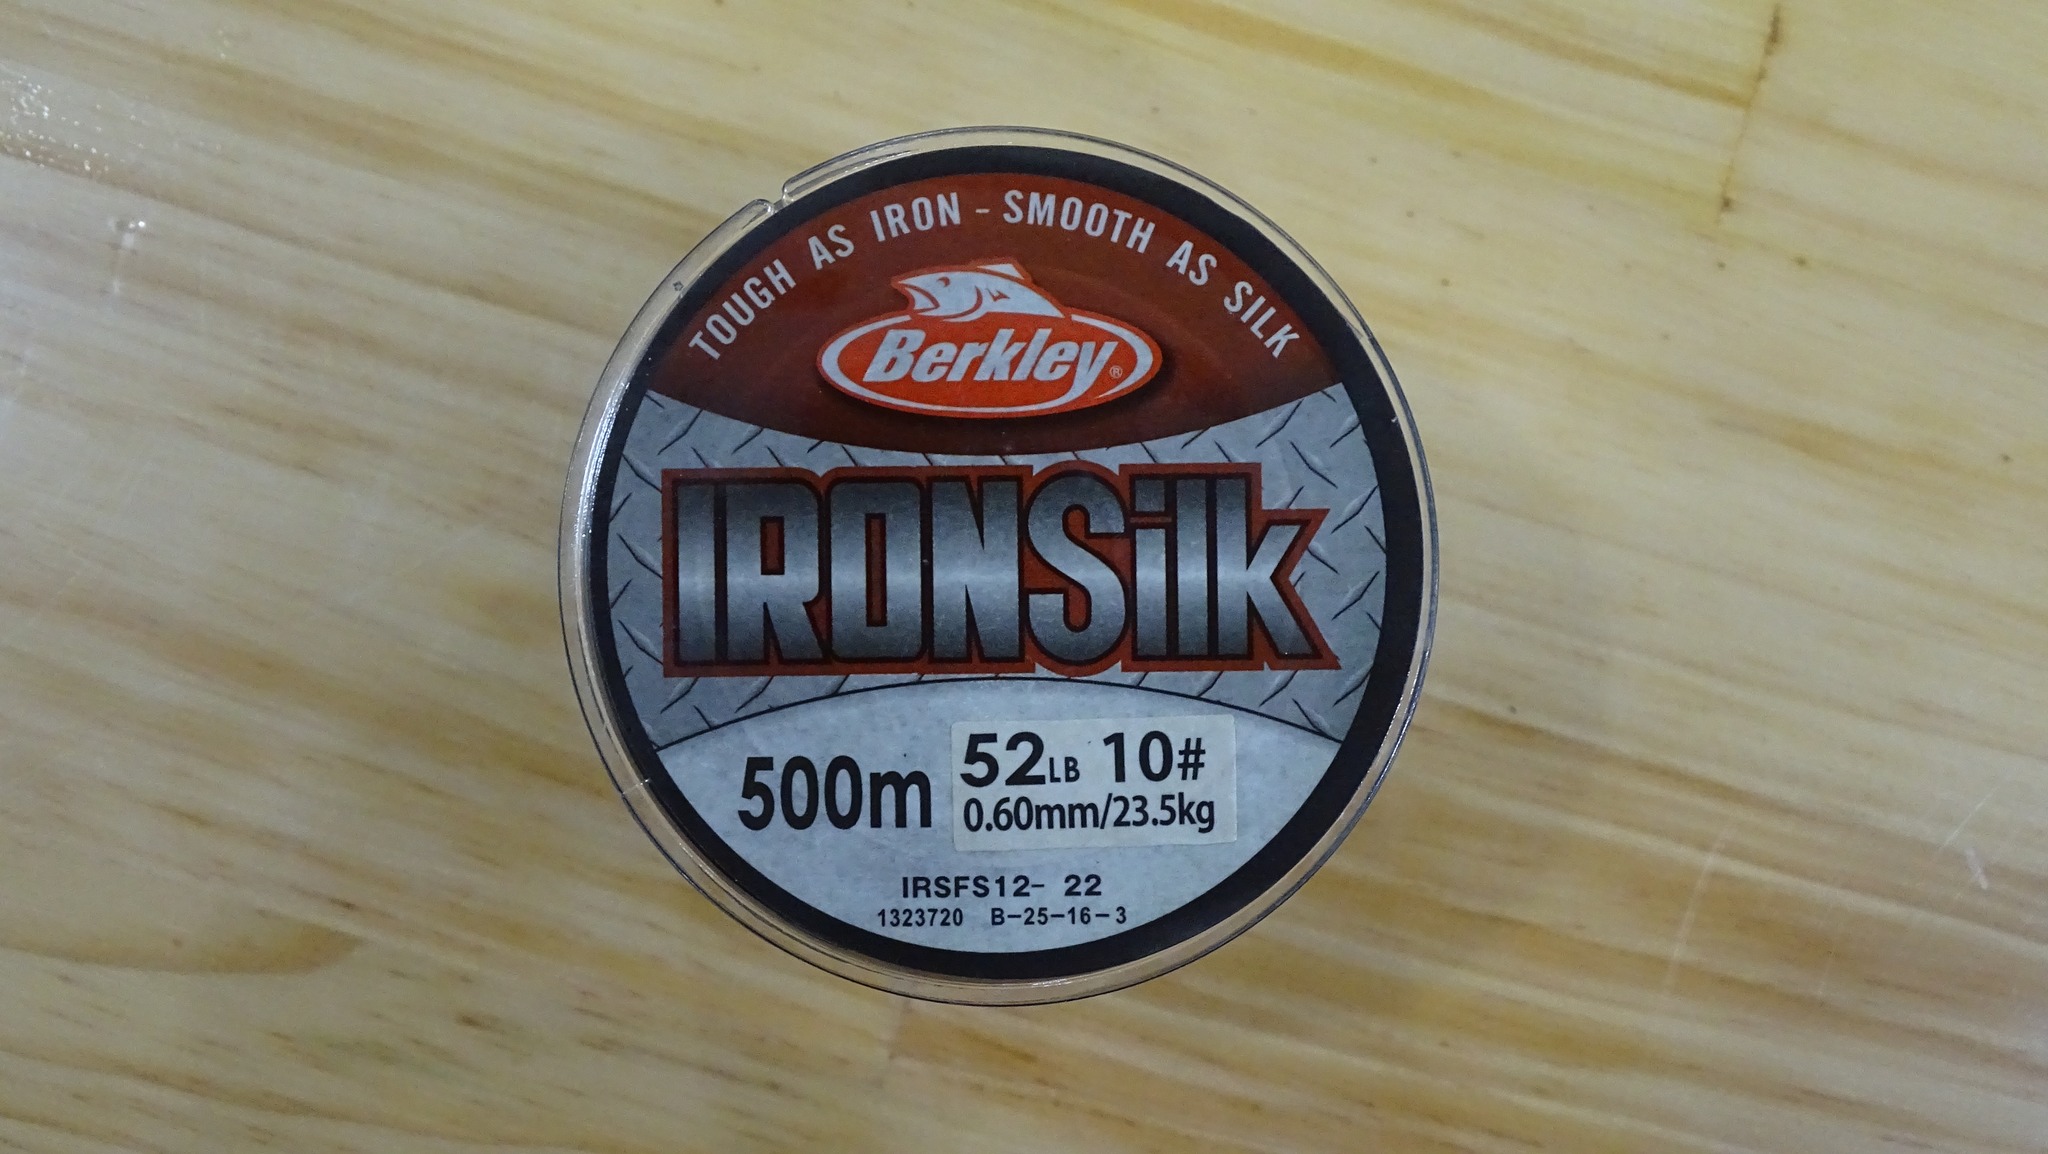 TOUGH AS IRON - SMOOTH AS SILK
Berkley®
IRONSilk
500m
52LB 10#
0.60mm/23.5kg
IRSFS12- 22
1323720 B-25-16-3